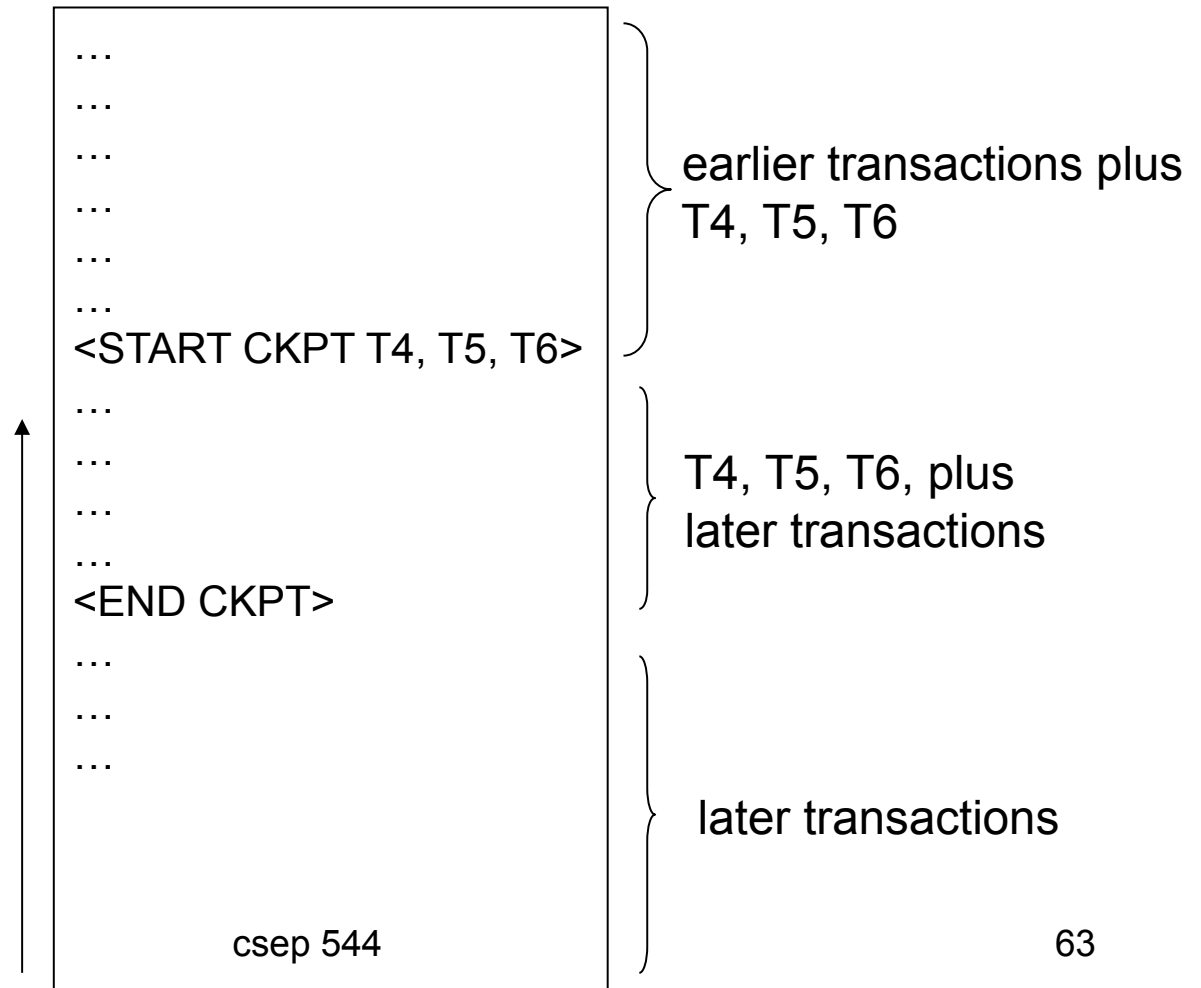 …
…
…
…
…
…
<START CKPT T4, T5, T6>
…
…
…
…
<END CKPT>
…
…
…
earlier transactions plus
T4, T5, T6
T4, T5, T6, plus
later transactions
later transactions
csep 544
63